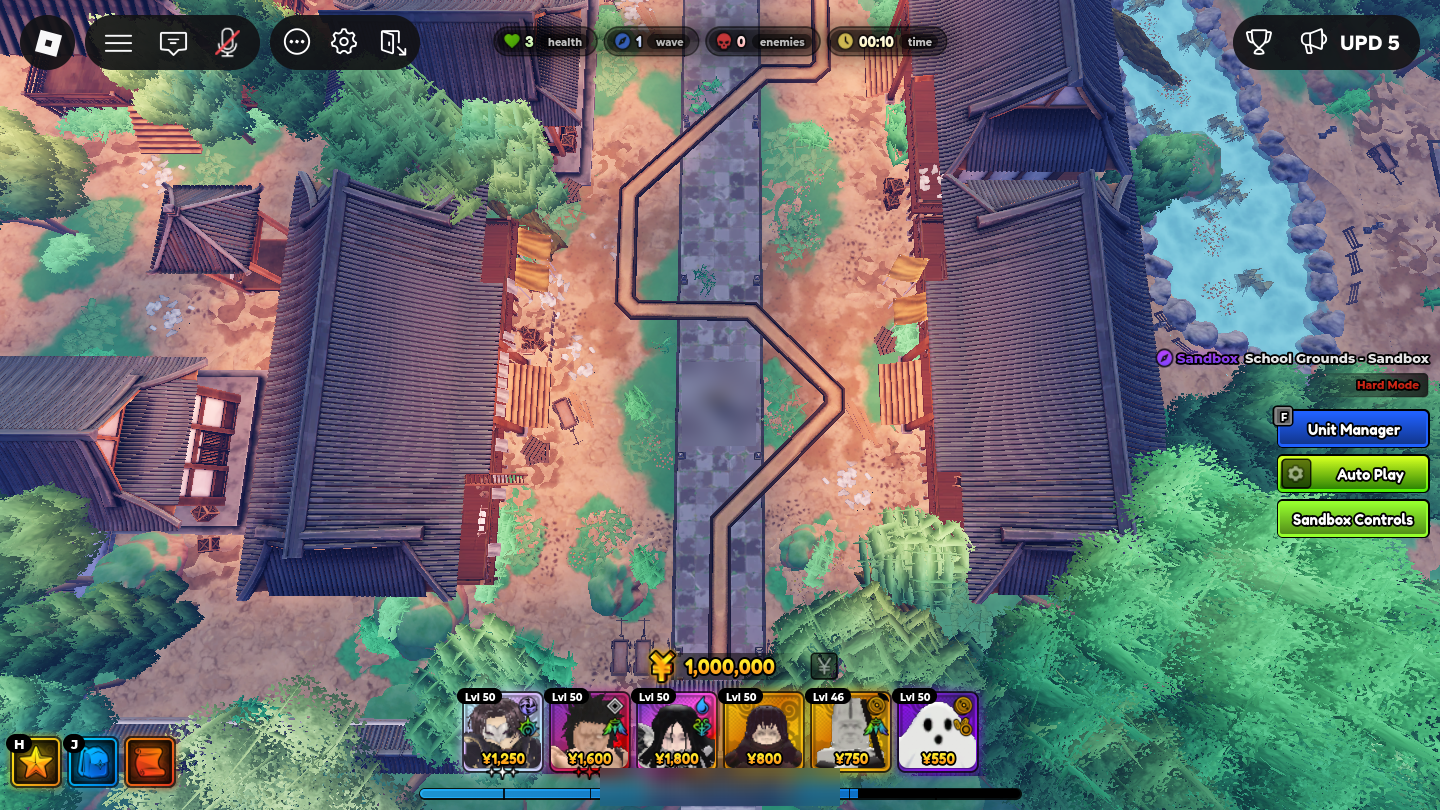 3 health
1 wave
0 enemies
00:10 time
UPD 5
Sandbox School Grounds - Sandbox
Hard Mode
F
Unit Manager
Auto Play
Sandbox Controls
¥ 1,000,000 ¥
Lvl 50 Lvl 50 Lvl 50 Lvl 50 Lvl 46 Lvl 50
¥1,250 ¥1,600 ¥1,800 ¥800 ¥750 ¥550
H J